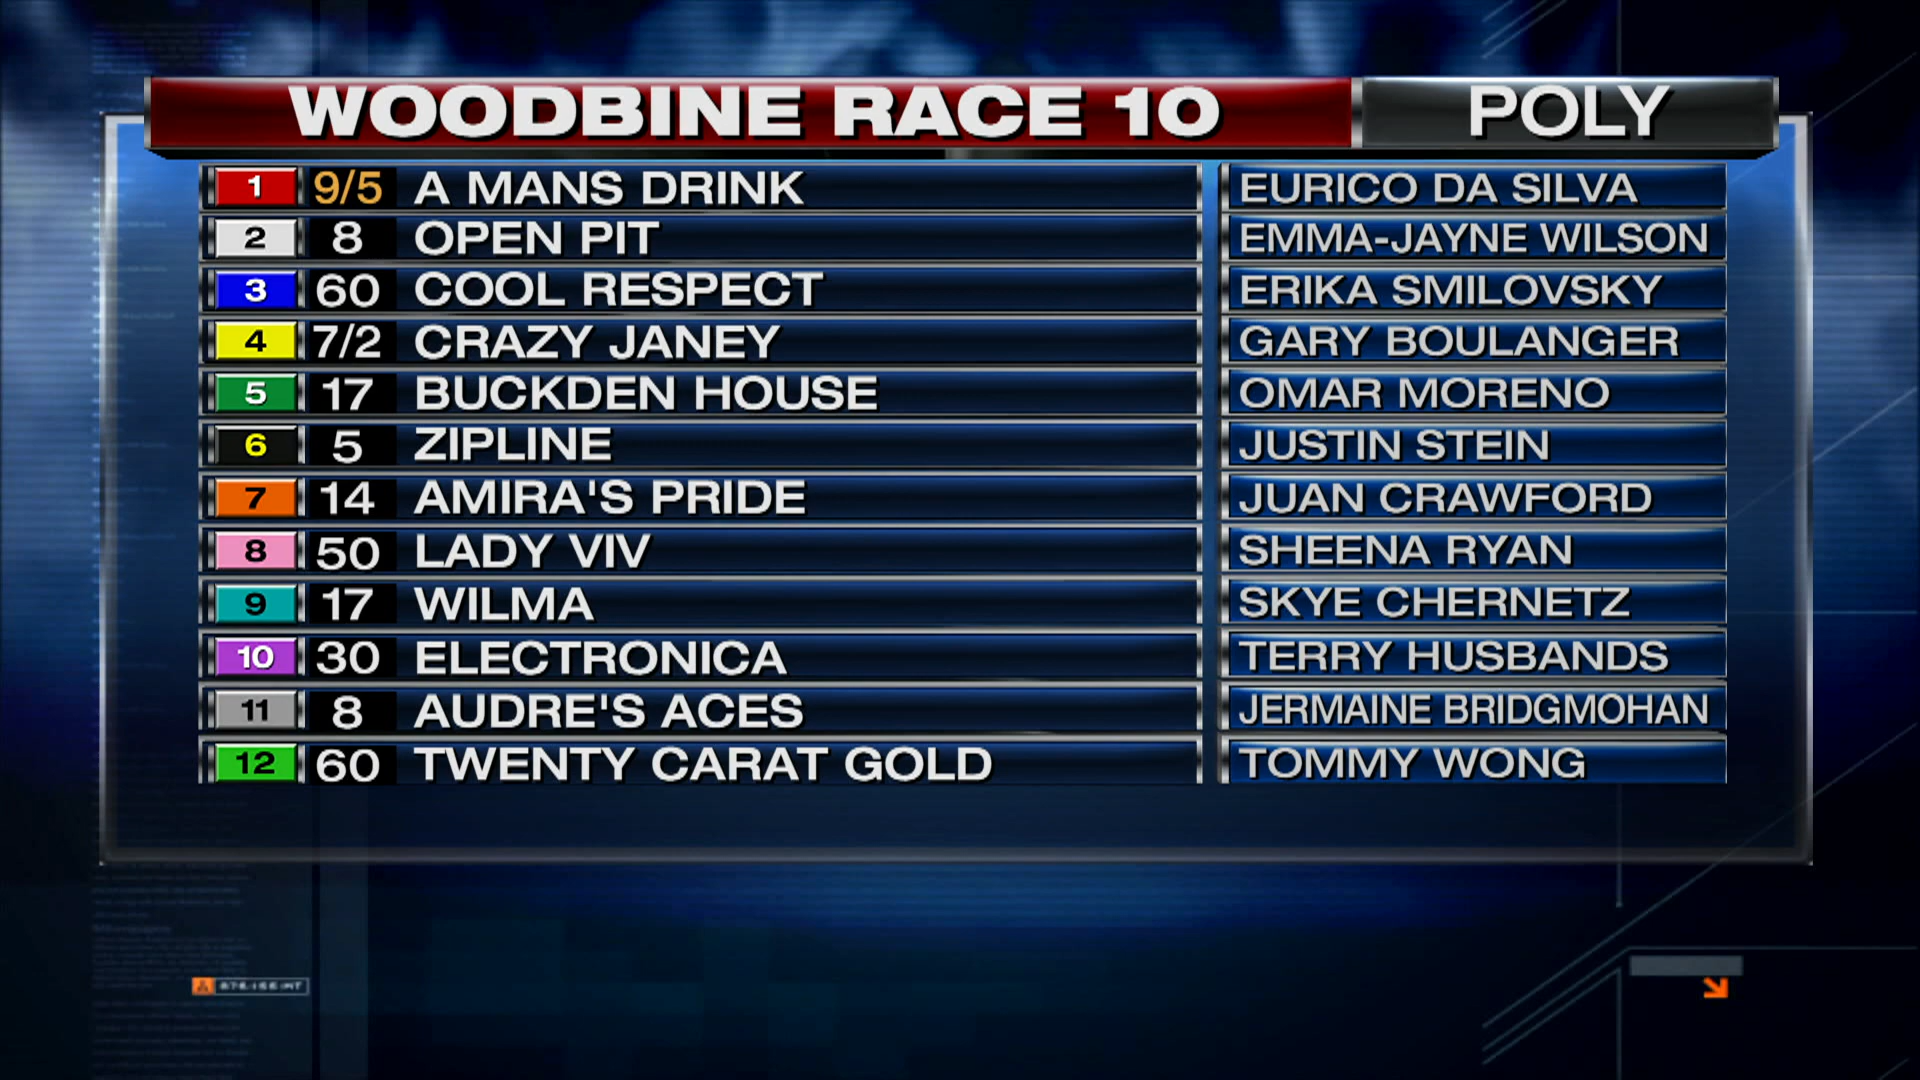 WOODBINE RACE 10 POLY
1 9/5 A MANS DRINK EURICO DA SILVA
2 8 OPEN PIT EMMA-JAYNE WILSON
3 60 COOL RESPECT ERIKA SMILOVSKY
4 7/2 CRAZY JANEY GARY BOULANGER
5 17 BUCKDEN HOUSE OMAR MORENO
6 5 ZIPLINE JUSTIN STEIN
7 14 AMIRA'S PRIDE JUAN CRAWFORD
8 50 LADY VIV SHEENA RYAN
9 17 WILMA SKYE CHERNETZ
10 30 ELECTRONICA TERRY HUSBANDS
11 8 AUDRE'S ACES JERMAINE BRIDGMOHAN
12 60 TWENTY CARAT GOLD TOMMY WONG